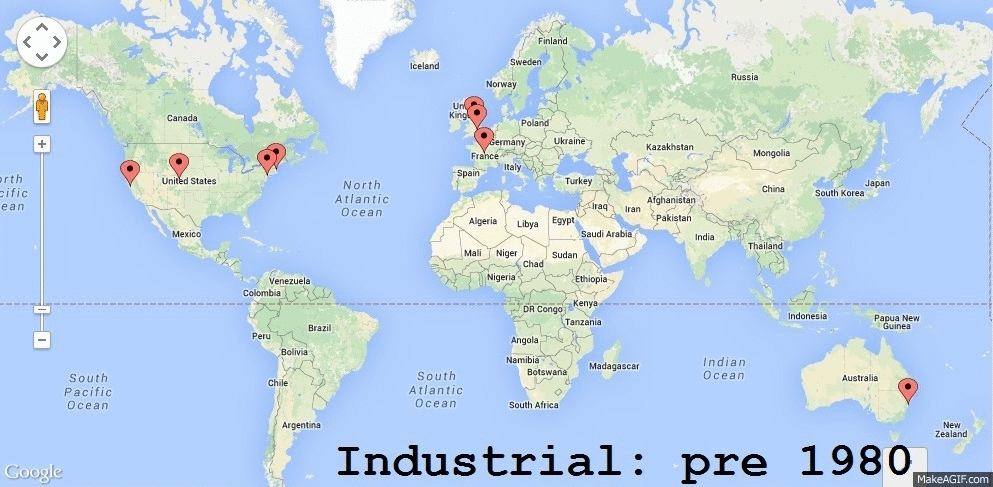 Finland
Iceland
Sweden
Russia
Norway
Canada
Poland
Germany
Ukraine
Kazakhstan
Mongolia
France
Italy
United States
Spain
Turkey
North
Atlantic
Ocean
Afghanistan
China
South Korea
Japan
Iraq
Iran
Pakistan
Algeria
Libya
Egypt
Saudi Arabia
India
Mexico
Mali
Niger
Chad
Sudan
Thailand
Nigeria
Ethiopia
Venezuela
Colombia
DR Congo
Kenya
Indonesia
Papua New
Guinea
Tanzania
Brazil
Peru
Angola
Bolivia
Namibia
Botswana
Madagascar
Indian
Ocean
South
Pacific
Ocean
Chile
South
Atlantic
Ocean
South Africa
Australia
Argentina
New
Zealand
Industrial: pre 1980
Google
MakeAGIF.com